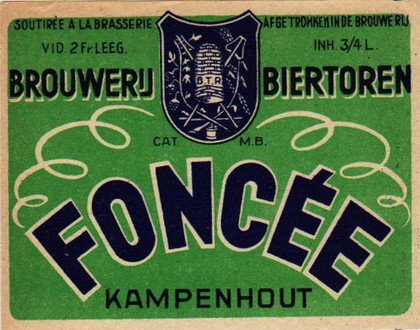 SOUTIRÉE A LA BRASSERIE AFGETROKKEN IN DE BROUWERIJ
VID. 2 Fr LEEG. INH. 3/4 L.
BROUWERIJ BIERTOREN
B.T.R
CAT. M.B.
FONCÉE
KAMPENHOUT